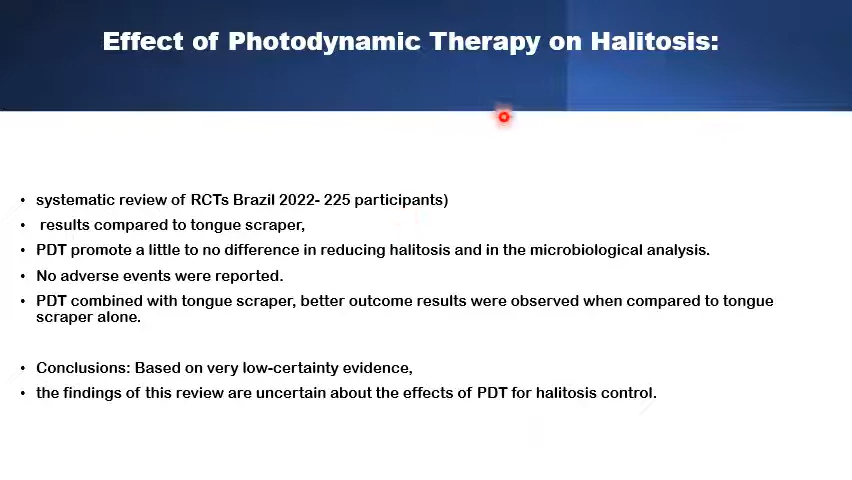 Effect of Photodynamic Therapy on Halitosis:
• systematic review of RCTs Brazil 2022- 225 participants)
• results compared to tongue scraper,
• PDT promote a little to no difference in reducing halitosis and in the microbiological analysis.
• No adverse events were reported.
• PDT combined with tongue scraper, better outcome results were observed when compared to tongue
scraper alone.
• Conclusions: Based on very low-certainty evidence,
• the findings of this review are uncertain about the effects of PDT for halitosis control.